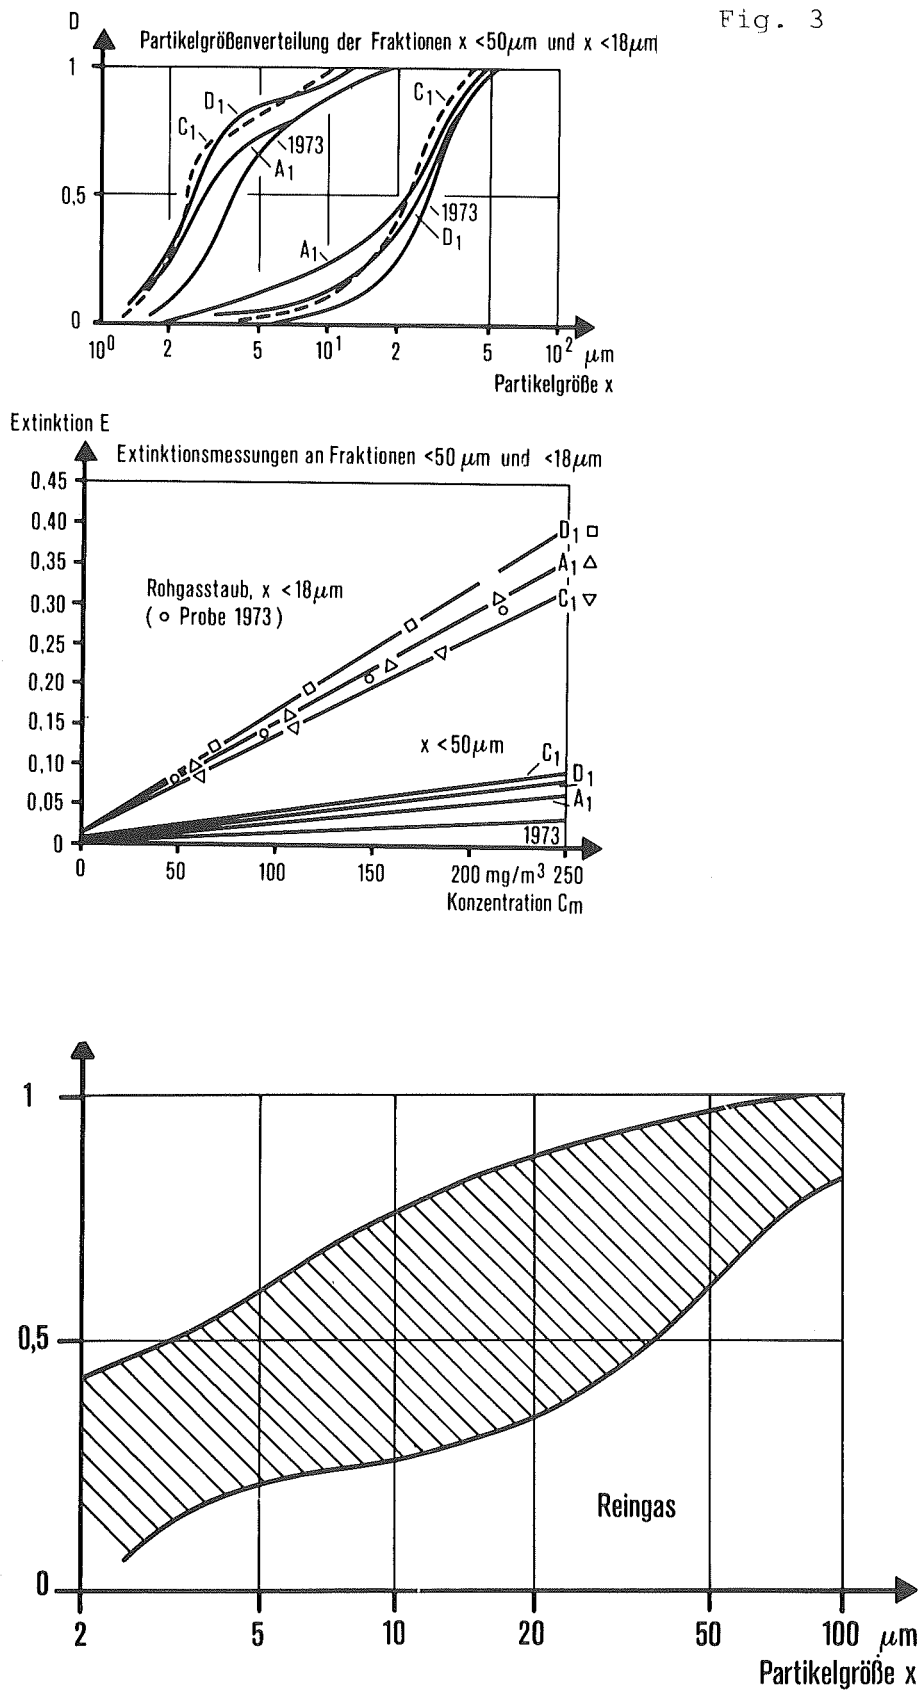 Fig. 3
D
Partikelgrößenverteilung der Fraktionen x <50µm und x <18µm
1
D1
C1
C1
1973
A1
0,5
1973
D1
A1
0
10⁰ 2 5 10¹ 2 5 10² µm
Partikelgröße x
Extinktion E
Extinktionsmessungen an Fraktionen <50 µm und <18µm
0,45
0,40
D1 □
0,35
A1 △
Rohgasstaub, x <18µm
0,30
C1 ▽
( o Probe 1973 )
0,25
0,20
0,15
x <50µm
C1
0,10
D1
0,05
A1
1973
0
0 50 100 150 200 mg/m³ 250
Konzentration Cm
1
0,5
Reingas
0
2 5 10 20 50 100 µm
Partikelgröße x